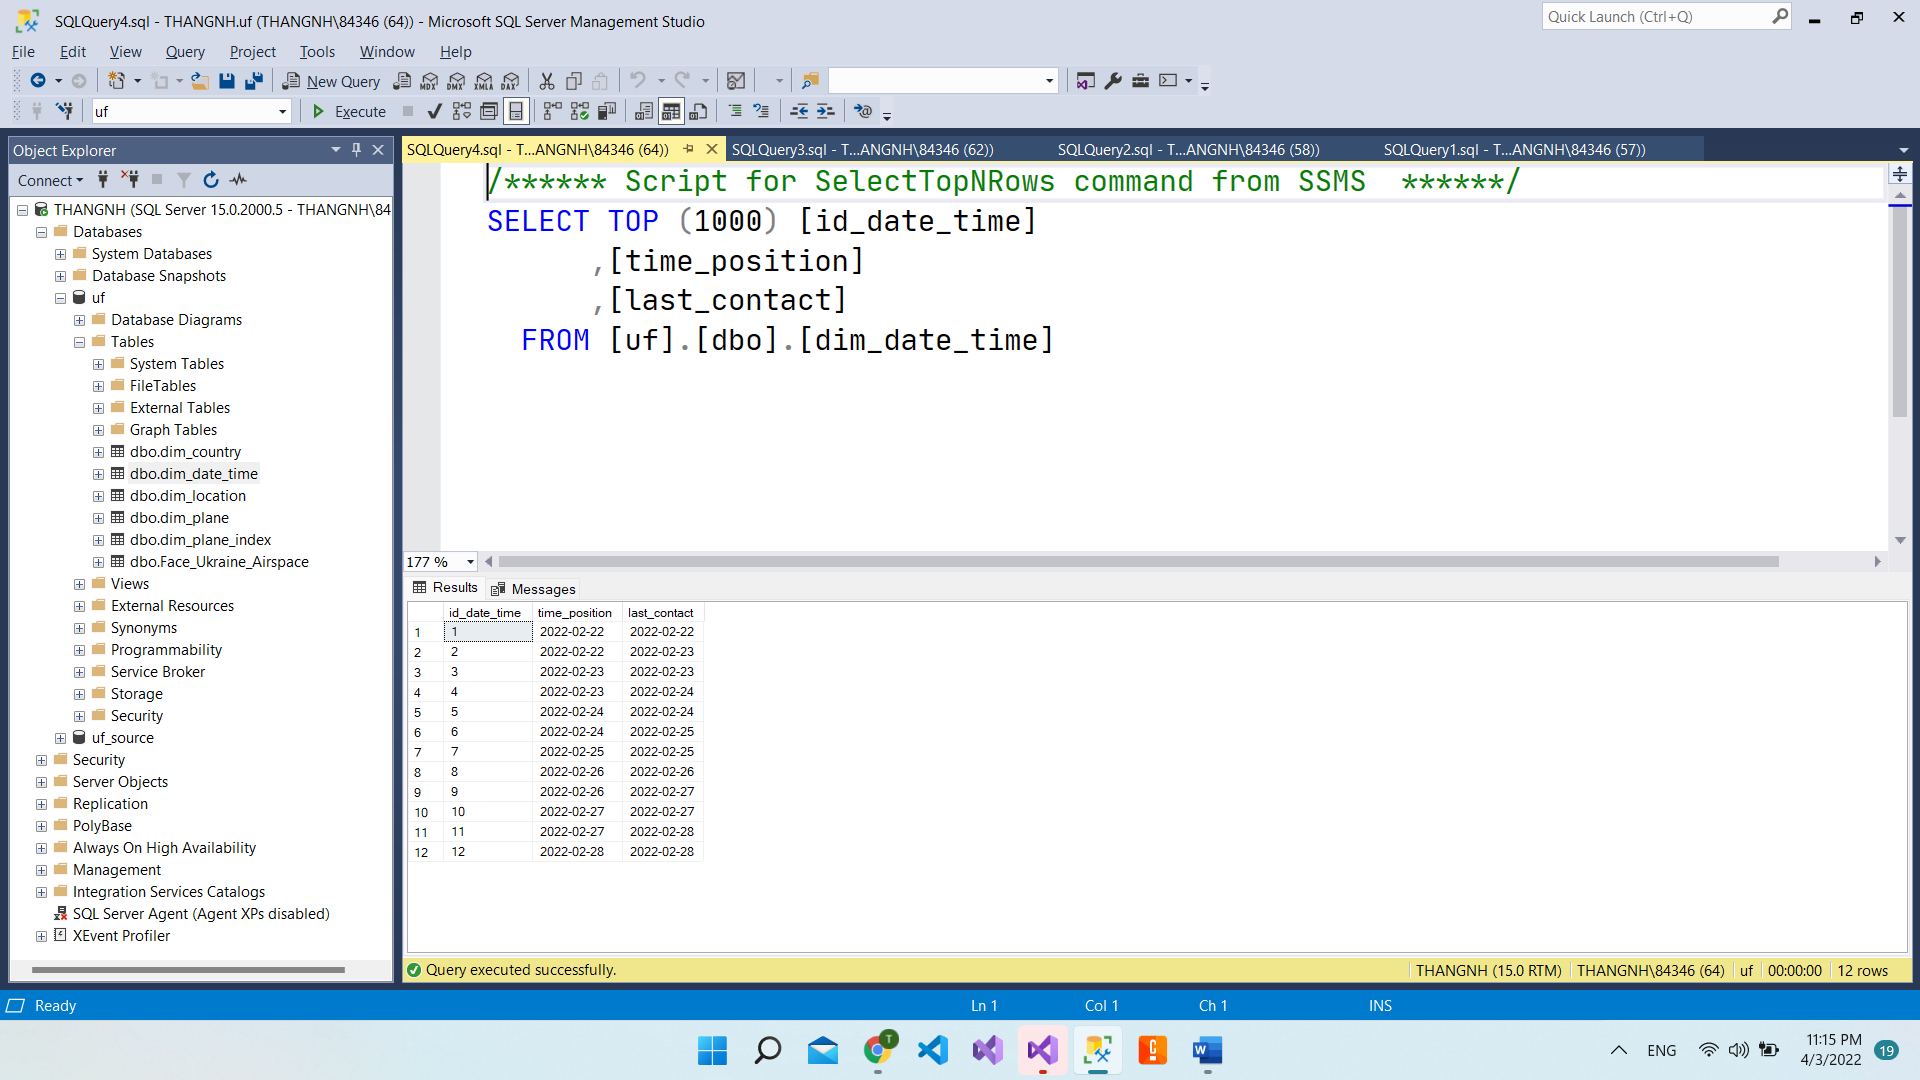 SQLQuery4.sql - THANGNH.uf (THANGNH\84346 (64)) - Microsoft SQL Server Management Studio
Quick Launch (Ctrl+Q)
File Edit View Query Project Tools Window Help
New Query
MDX DMX XMLA DAX
uf
Execute
Object Explorer
SQLQuery4.sql - T...ANGNH\84346 (64)) SQLQuery3.sql - T...ANGNH\84346 (62)) SQLQuery2.sql - T...ANGNH\84346 (58)) SQLQuery1.sql - T...ANGNH\84346 (57))
Connect
THANGNH (SQL Server 15.0.2000.5 - THANGNH\84
Databases
System Databases
Database Snapshots
uf
Database Diagrams
Tables
System Tables
FileTables
External Tables
Graph Tables
dbo.dim_country
dbo.dim_date_time
dbo.dim_location
dbo.dim_plane
dbo.dim_plane_index
dbo.Face_Ukraine_Airspace
Views
External Resources
Synonyms
Programmability
Service Broker
Storage
Security
uf_source
Security
Server Objects
Replication
PolyBase
Always On High Availability
Management
Integration Services Catalogs
SQL Server Agent (Agent XPs disabled)
XEvent Profiler
/****** Script for SelectTopNRows command from SSMS ******/
SELECT TOP (1000) [id_date_time]
,[time_position]
,[last_contact]
FROM [uf].[dbo].[dim_date_time]
177 %
Results Messages
id_date_time time_position last_contact
1 1 2022-02-22 2022-02-22
2 2 2022-02-22 2022-02-23
3 3 2022-02-23 2022-02-23
4 4 2022-02-23 2022-02-24
5 5 2022-02-24 2022-02-24
6 6 2022-02-24 2022-02-25
7 7 2022-02-25 2022-02-25
8 8 2022-02-26 2022-02-26
9 9 2022-02-26 2022-02-27
10 10 2022-02-27 2022-02-27
11 11 2022-02-27 2022-02-28
12 12 2022-02-28 2022-02-28
Query executed successfully. THANGNH (15.0 RTM) THANGNH\84346 (64) uf 00:00:00 12 rows
Ready Ln 1 Col 1 Ch 1 INS
T
ENG
11:15 PM
4/3/2022
19